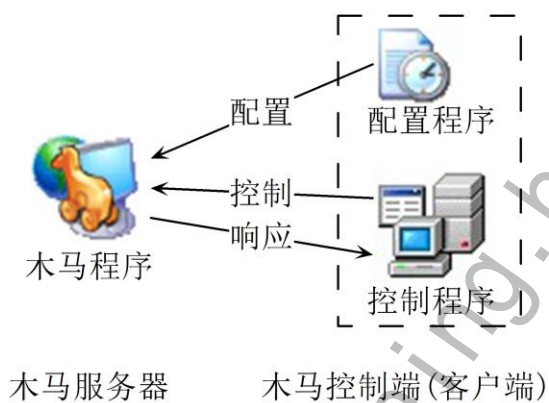 配置
配置程序
控制
响应
木马程序
控制程序
木马服务器
木马控制端(客户端)